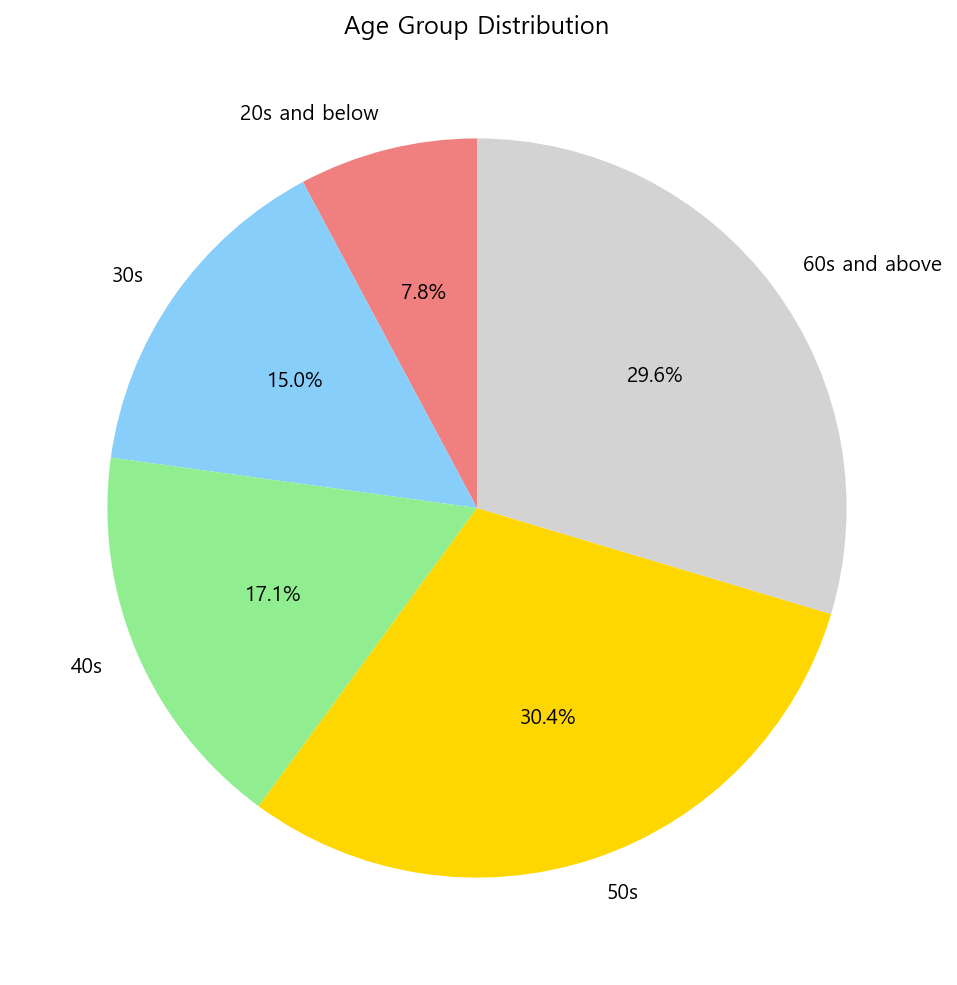 Age Group Distribution
20s and below
60s and above
30s
7.8%
29.6%
15.0%
17.1%
40s
30.4%
50s